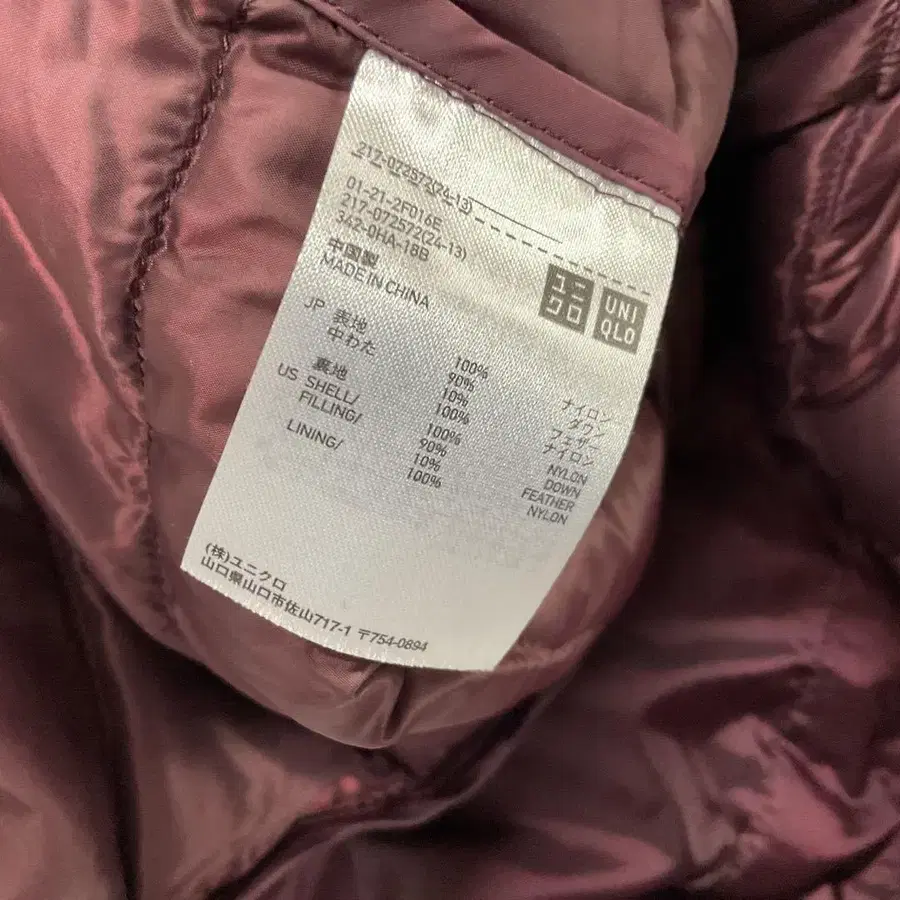 217-072572(24-13)
01-21-2F016E
217-072572(24-13)
342-0HA-18B
中国製
MADE IN CHINA
ユニ
クロ
UNI
QLO
JP 表地 100% ナイロン
中わた 90% ダウン
10% フェザー
裏地 100% ナイロン
US SHELL/ 100% NYLON
FILLING/ 90% DOWN
10% FEATHER
LINING/ 100% NYLON
(株)ユニクロ
山口県山口市佐山717-1 〒754-0894